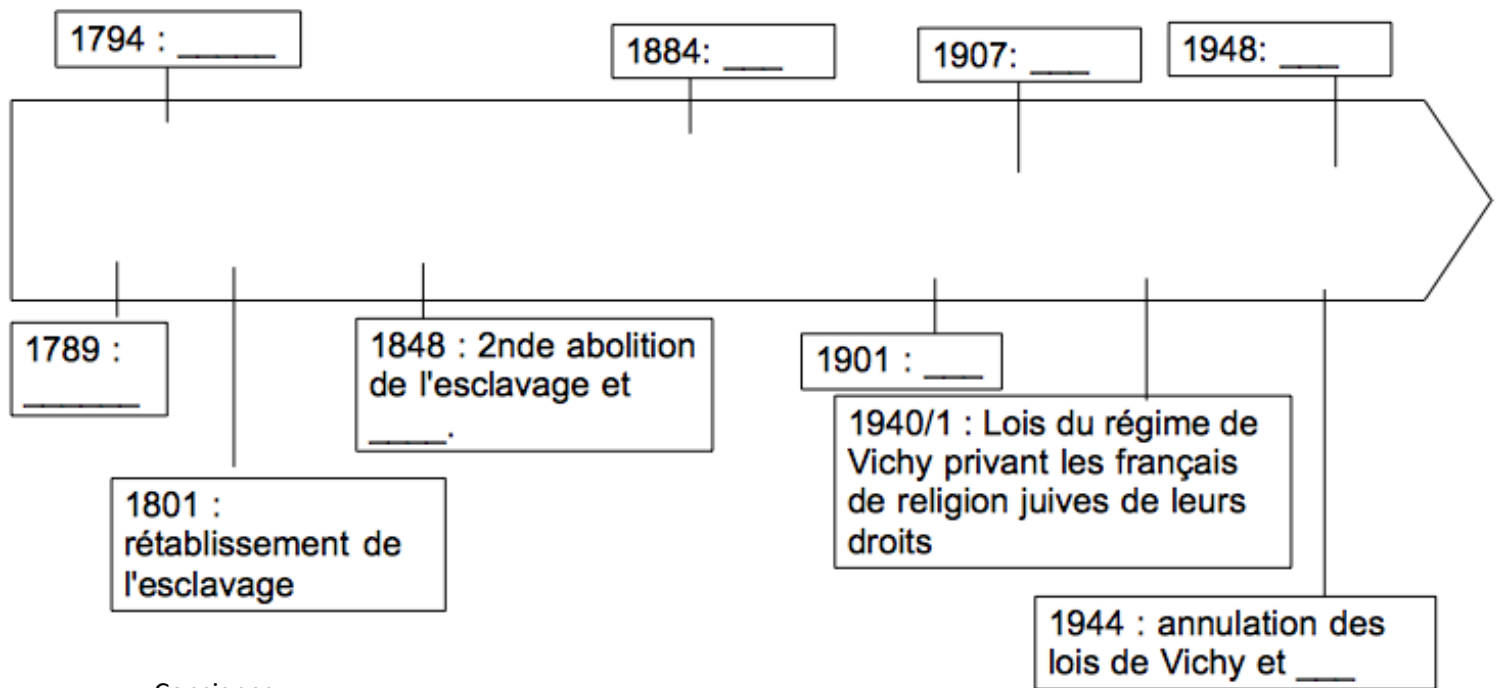 1794 : _____
1884: ___
1907: ___
1948: ___
1789 :
______
1801 :
rétablissement de
l'esclavage
1848 : 2nde abolition
de l'esclavage et
____.
1901 : ___
1940/1 : Lois du régime de
Vichy privant les français
de religion juives de leurs
droits
1944 : annulation des
lois de Vichy et ___